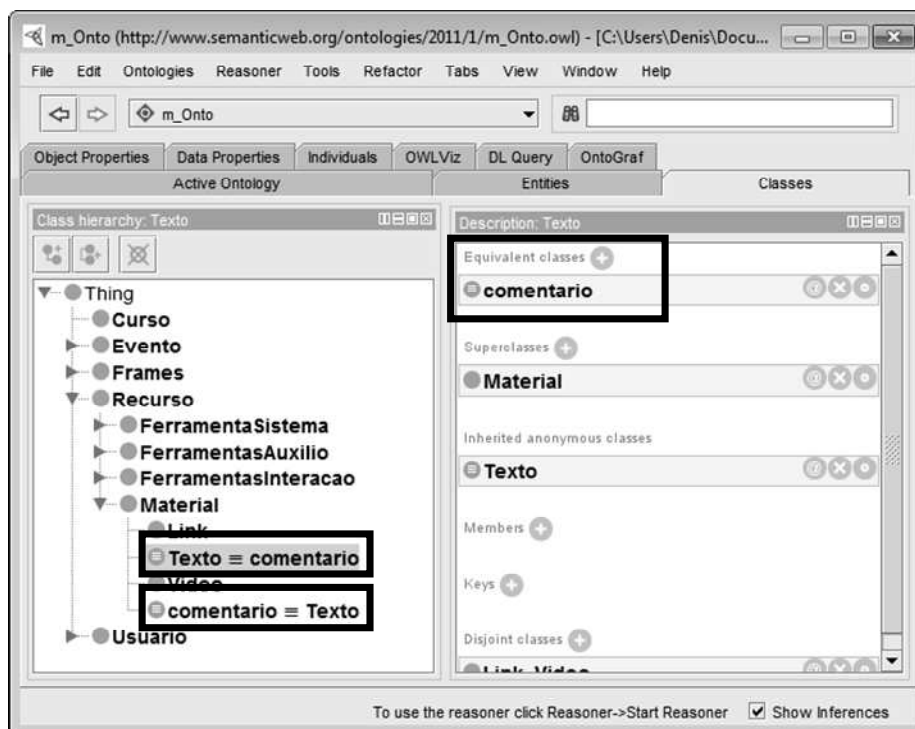 m_Onto (http://www.semanticweb.org/ontologies/2011/1/m_Onto.owl) - [C:\Users\Denis\Docu...
File Edit Ontologies Reasoner Tools Refactor Tabs View Window Help
m_Onto
Object Properties Data Properties Individuals OWLViz DL Query OntoGraf
Active Ontology Entities Classes
Class hierarchy: Texto
Thing
Curso
Evento
Frames
Recurso
FerramentaSistema
FerramentasAuxilio
FerramentasInteracao
Material
Link
Texto ≡ comentario
Video
comentario ≡ Texto
Usuario
Description: Texto
Equivalent classes
comentario
Superclasses
Material
Inherited anonymous classes
Texto
Members
Keys
Disjoint classes
Link, Video
To use the reasoner click Reasoner->Start Reasoner Show Inferences